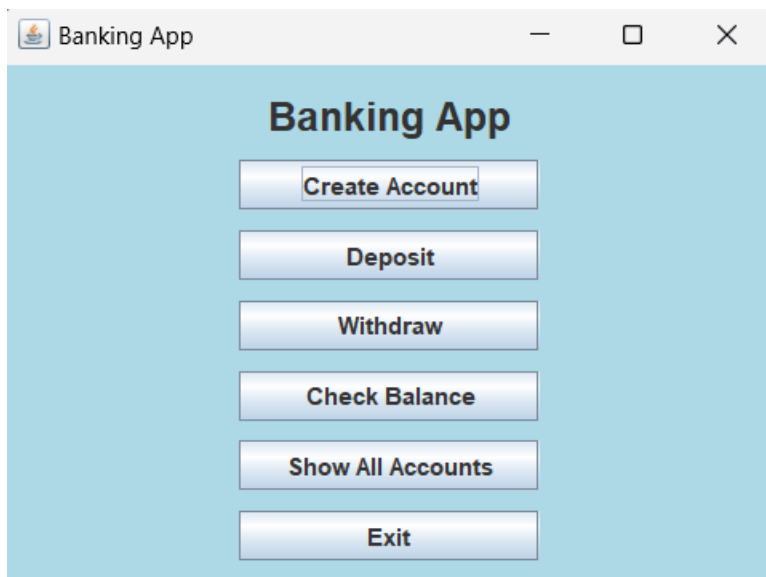 Banking App
Banking App
Create Account
Deposit
Withdraw
Check Balance
Show All Accounts
Exit